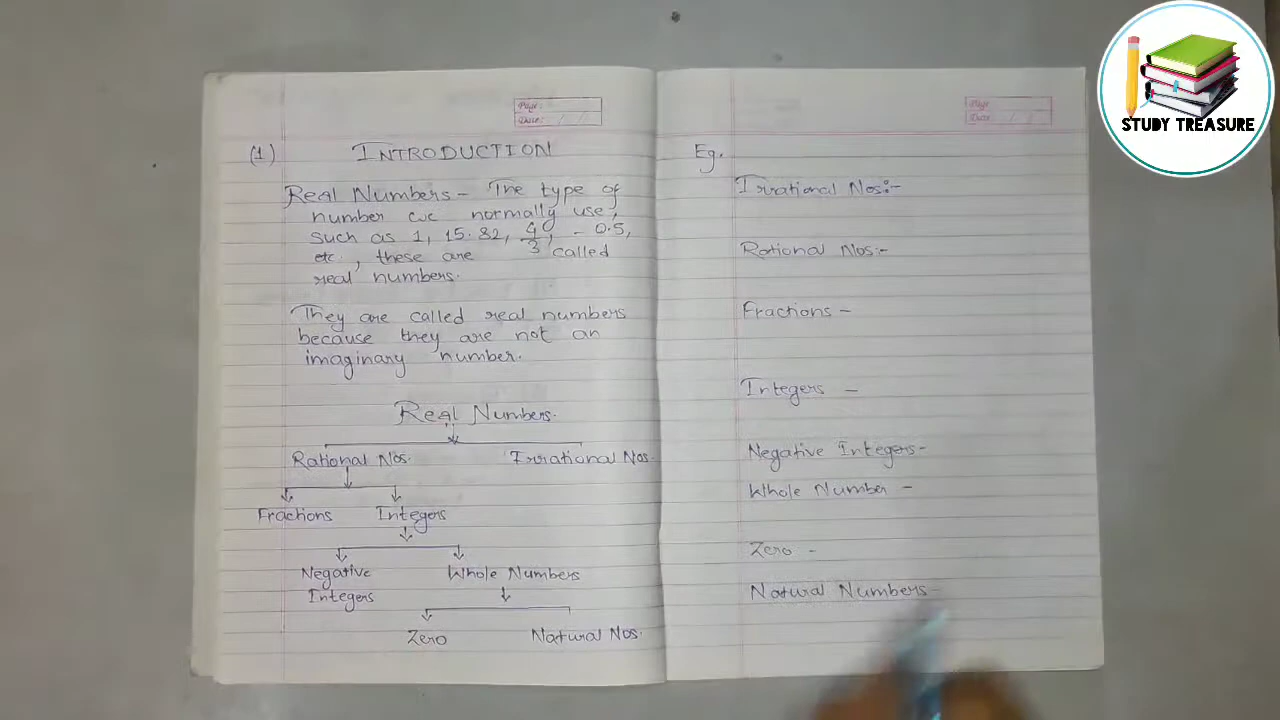 STUDY TREASURE
Page:
Date: / /
(1) INTRODUCTION
Real Numbers - The type of
number we normally use,
such as 1, 15.82, 40/3, -0.5,
etc., these are called
real numbers.
They are called real numbers
because they are not an
imaginary number.
Real Numbers.
Rational Nos. Irrational Nos.
Fractions Integers
Negative Whole Numbers
Integers
Zero Natural Nos.
Page
Date: / /
Eg.
Irrational Nos:-
Rational Nos:-
Fractions -
Integers -
Negative Integers-
Whole Number -
Zero -
Natural Numbers-